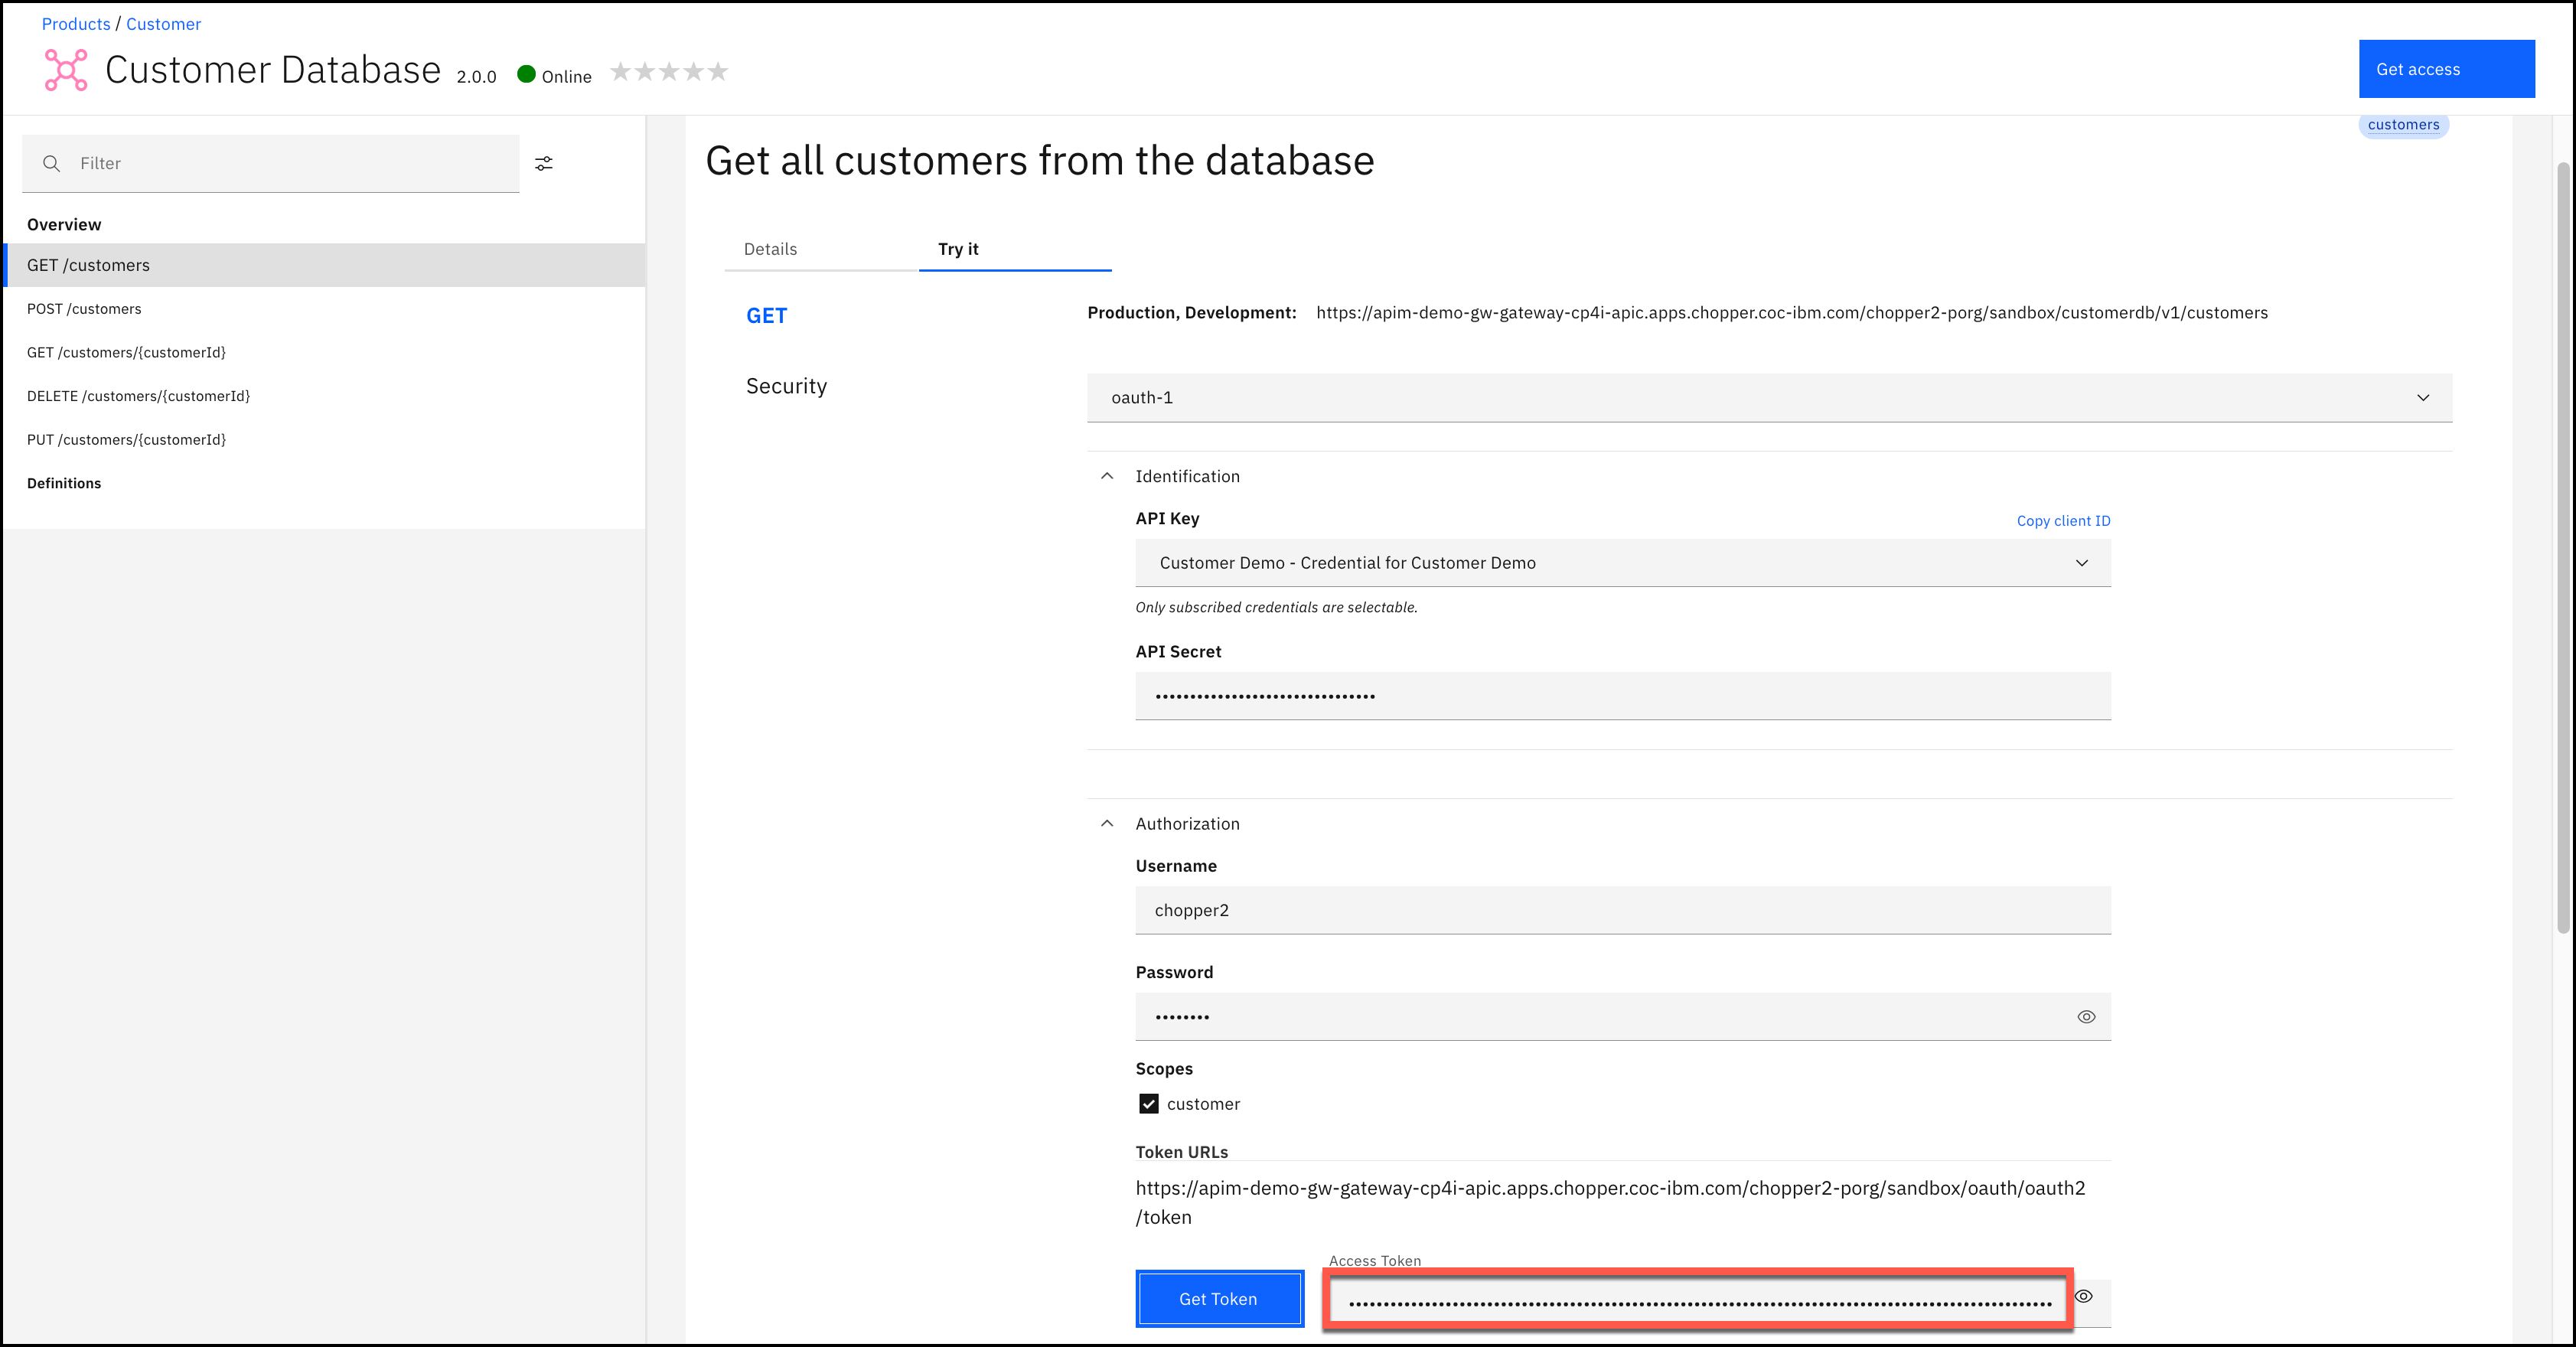 Products / Customer
Customer Database 2.0.0 Online
Get access
Filter
Overview
GET /customers
POST /customers
GET /customers/{customerId}
DELETE /customers/{customerId}
PUT /customers/{customerId}
Definitions
customers
Get all customers from the database
Details Try it
GET Production, Development: https://apim-demo-gw-gateway-cp4i-apic.apps.chopper.coc-ibm.com/chopper2-porg/sandbox/customerdb/v1/customers
Security oauth-1
Identification
API Key Copy client ID
Customer Demo - Credential for Customer Demo
Only subscribed credentials are selectable.
API Secret
Authorization
Username
chopper2
Password
Scopes
customer
Token URLs
https://apim-demo-gw-gateway-cp4i-apic.apps.chopper.coc-ibm.com/chopper2-porg/sandbox/oauth/oauth2
/token
Access Token
Get Token